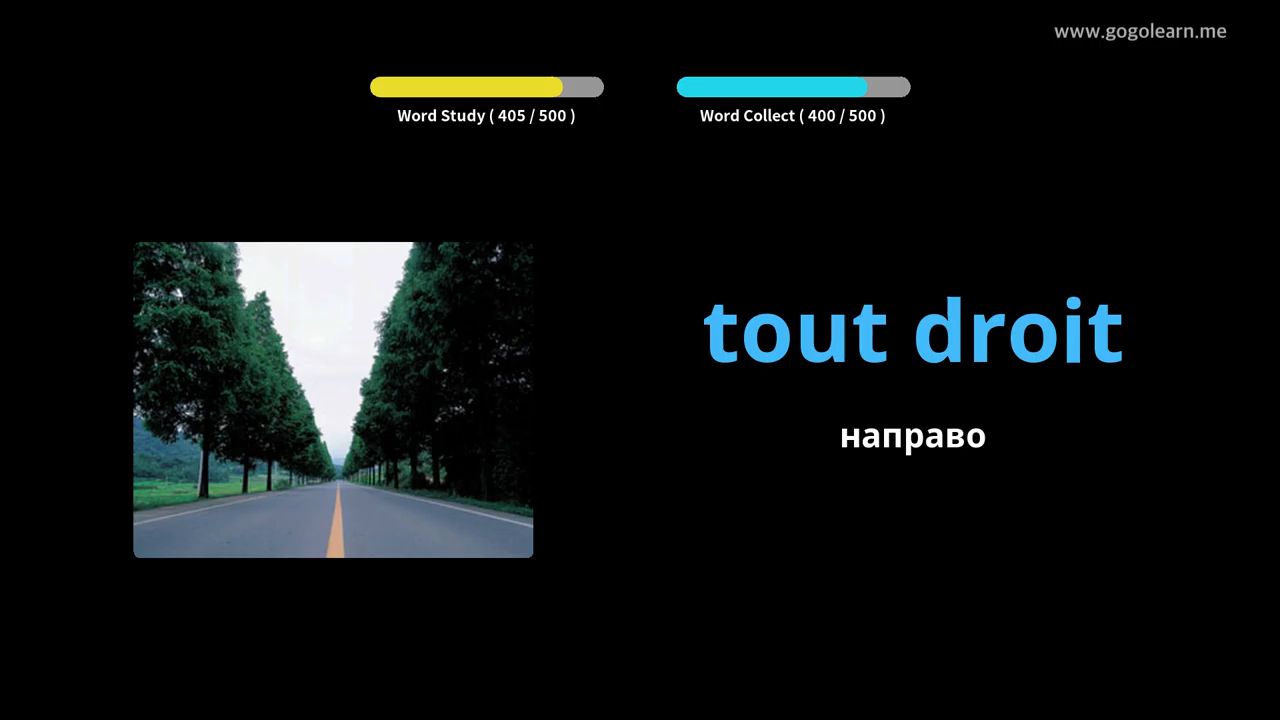 www.gogolearn.me
Word Study ( 405 / 500 )
Word Collect ( 400 / 500 )
tout droit
направо